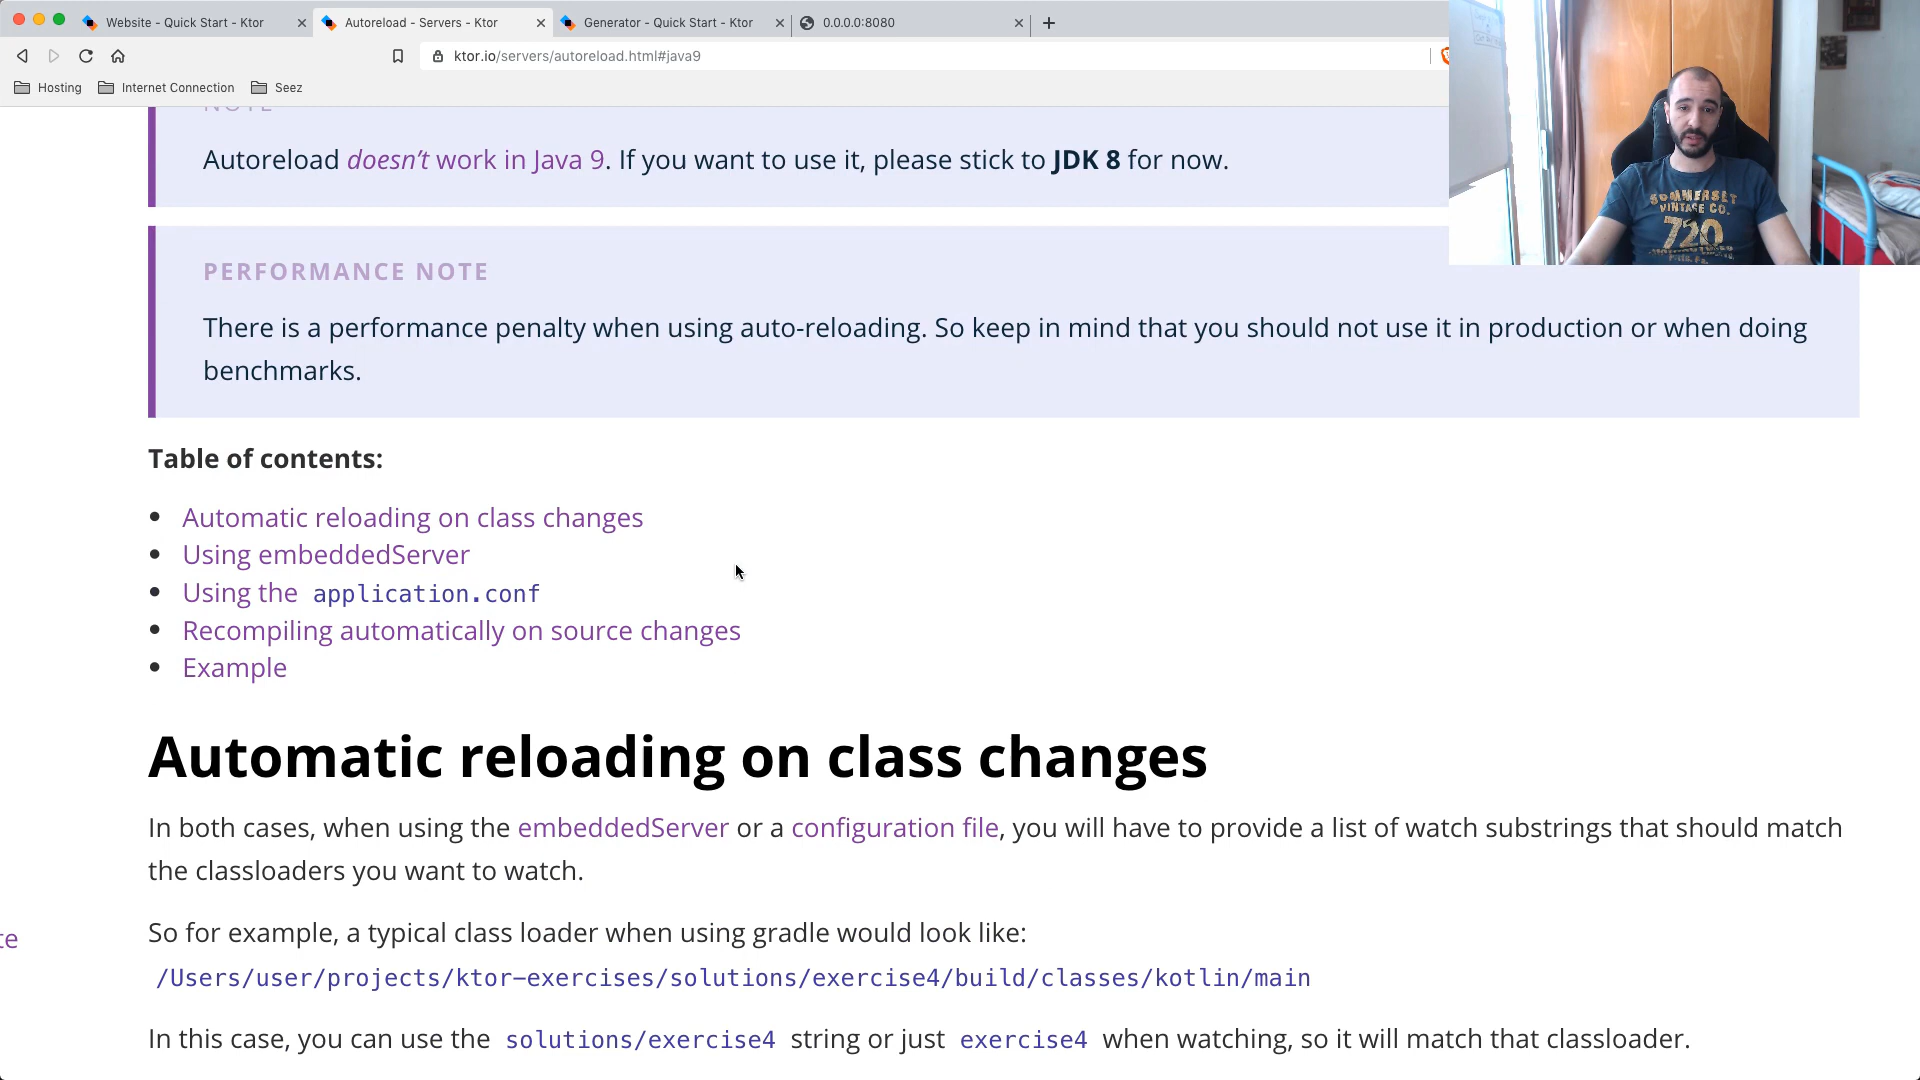 Website - Quick Start - Ktor
Autoreload - Servers - Ktor
Generator - Quick Start - Ktor
0.0.0.0:8080
ktor.io/servers/autoreload.html#java9
Hosting
Internet Connection
Seez
NOTE
Autoreload doesn't work in Java 9. If you want to use it, please stick to JDK 8 for now.
SOMMERSET
VINTAGE CO.
720
PERFORMANCE NOTE
There is a performance penalty when using auto-reloading. So keep in mind that you should not use it in production or when doing
benchmarks.
Table of contents:
Automatic reloading on class changes
Using embeddedServer
Using the application.conf
Recompiling automatically on source changes
Example
Automatic reloading on class changes
In both cases, when using the embeddedServer or a configuration file, you will have to provide a list of watch substrings that should match
the classloaders you want to watch.
te
So for example, a typical class loader when using gradle would look like:
/Users/user/projects/ktor-exercises/solutions/exercise4/build/classes/kotlin/main
In this case, you can use the solutions/exercise4 string or just exercise4 when watching, so it will match that classloader.